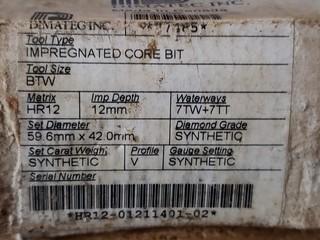 DIMATEC INC.
Tool Type
IMPREGNATED CORE BIT
Tool Size
BTW
Matrix Imp Depth Waterways
HR12 12mm 7TW+7TT
Set Diameter Diamond Grade
59.6mm x 42.0mm SYNTHETIC
Set Carat Weigh Profile Gauge Setting
SYNTHETIC V SYNTHETIC
Serial Number
*HR12-01211401-02*